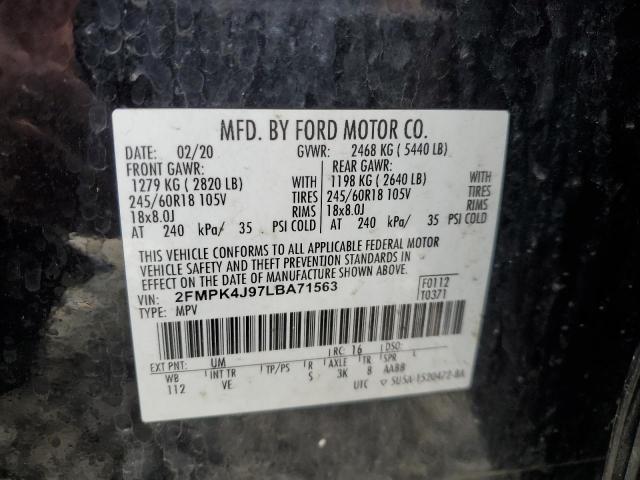 MFD. BY FORD MOTOR CO.
DATE: 02/20 GVWR: 2468 KG ( 5440 LB)
FRONT GAWR: REAR GAWR:
1279 KG ( 2820 LB) WITH 1198 KG ( 2640 LB) WITH
245/60R18 105V TIRES 245/60R18 105V TIRES
18x8.0J RIMS 18x8.0J RIMS
AT 240 kPa/ 35 PSI COLD AT 240 kPa/ 35 PSI COLD
THIS VEHICLE CONFORMS TO ALL APPLICABLE FEDERAL MOTOR
VEHICLE SAFETY AND THEFT PREVENTION STANDARDS IN
EFFECT ON THE DATE OF MANUFACTURE SHOWN ABOVE.
VIN: 2FMPK4J97LBA71563 F0112
TYPE: MPV T0371
EXT PNT: UM RC: 16 DSO:
WB INT TR TP/PS R AXLE TR SPR
112 VE S 3K 8 AABB
UTC ▽ 5U5A-1520472-BA